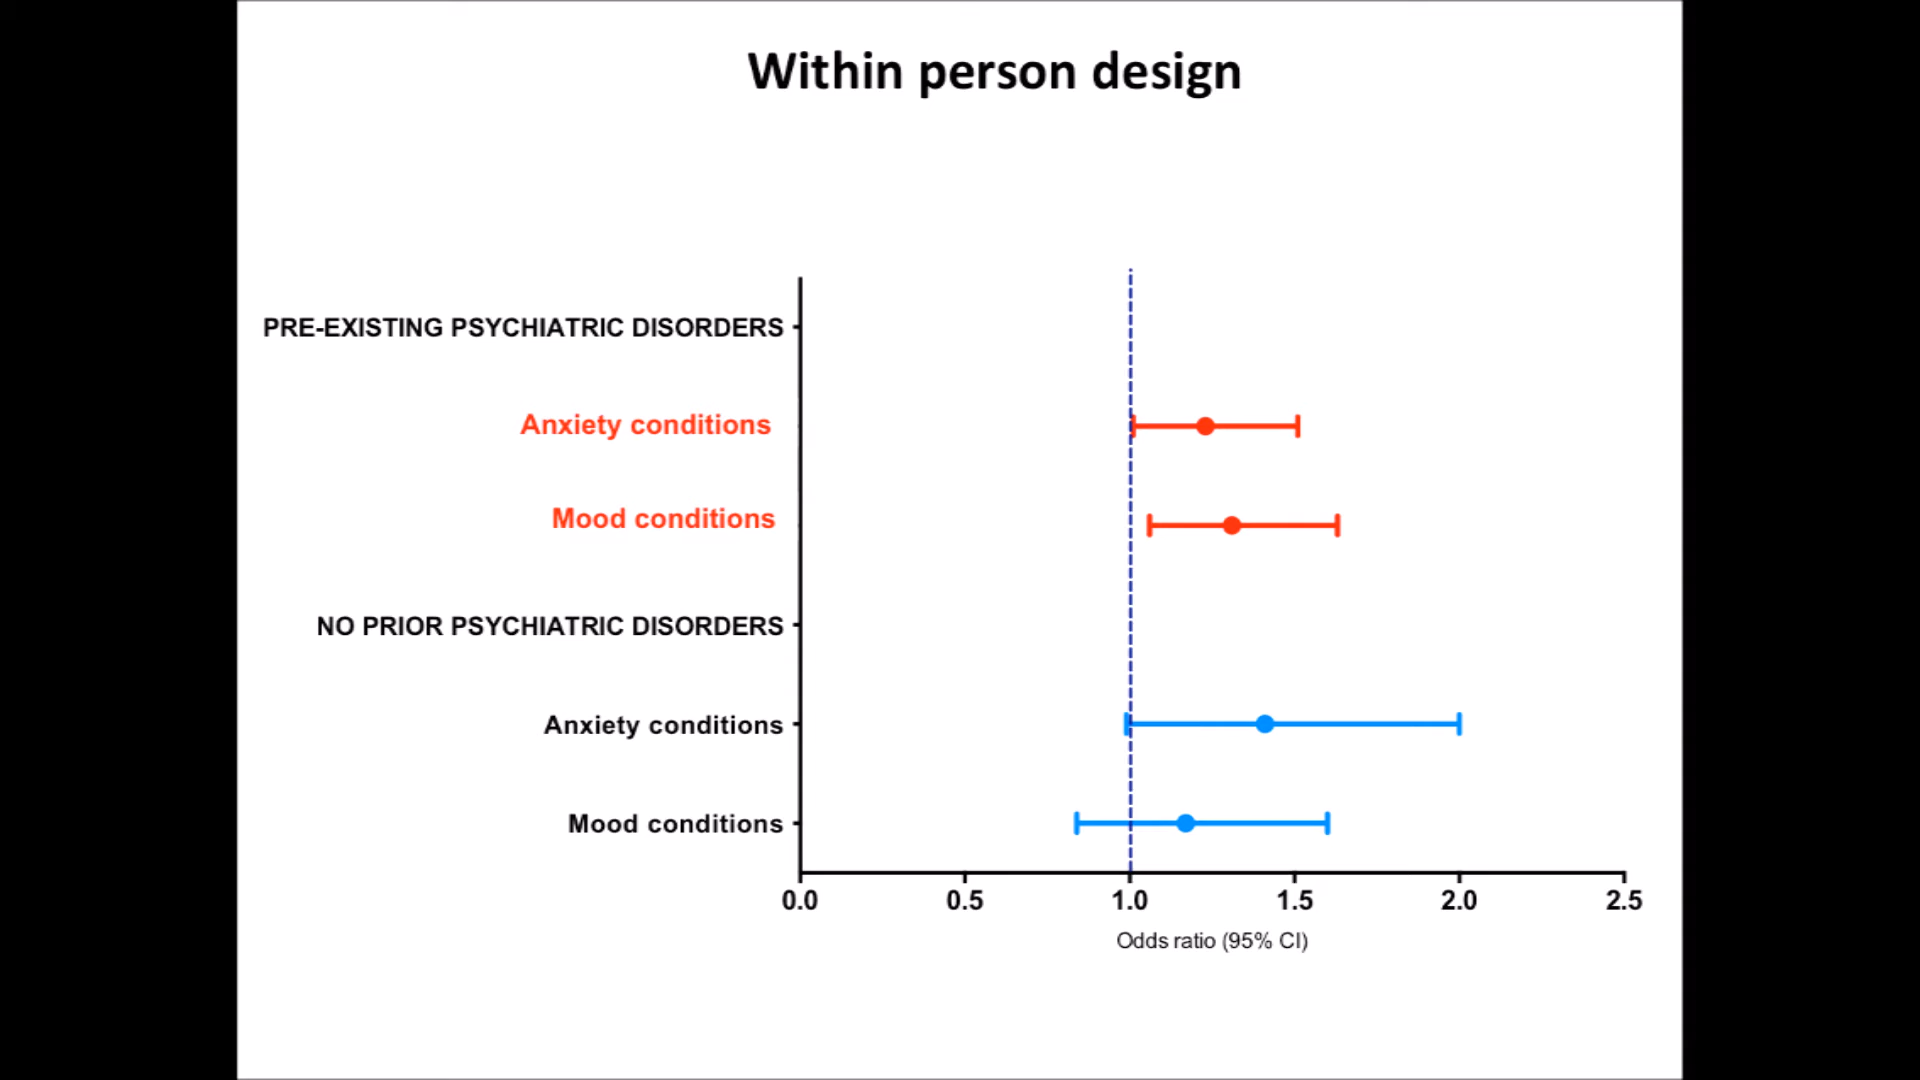 Within person design
PRE-EXISTING PSYCHIATRIC DISORDERS
Anxiety conditions
Mood conditions
NO PRIOR PSYCHIATRIC DISORDERS
Anxiety conditions
Mood conditions
0.0 0.5 1.0 1.5 2.0 2.5
Odds ratio (95% CI)